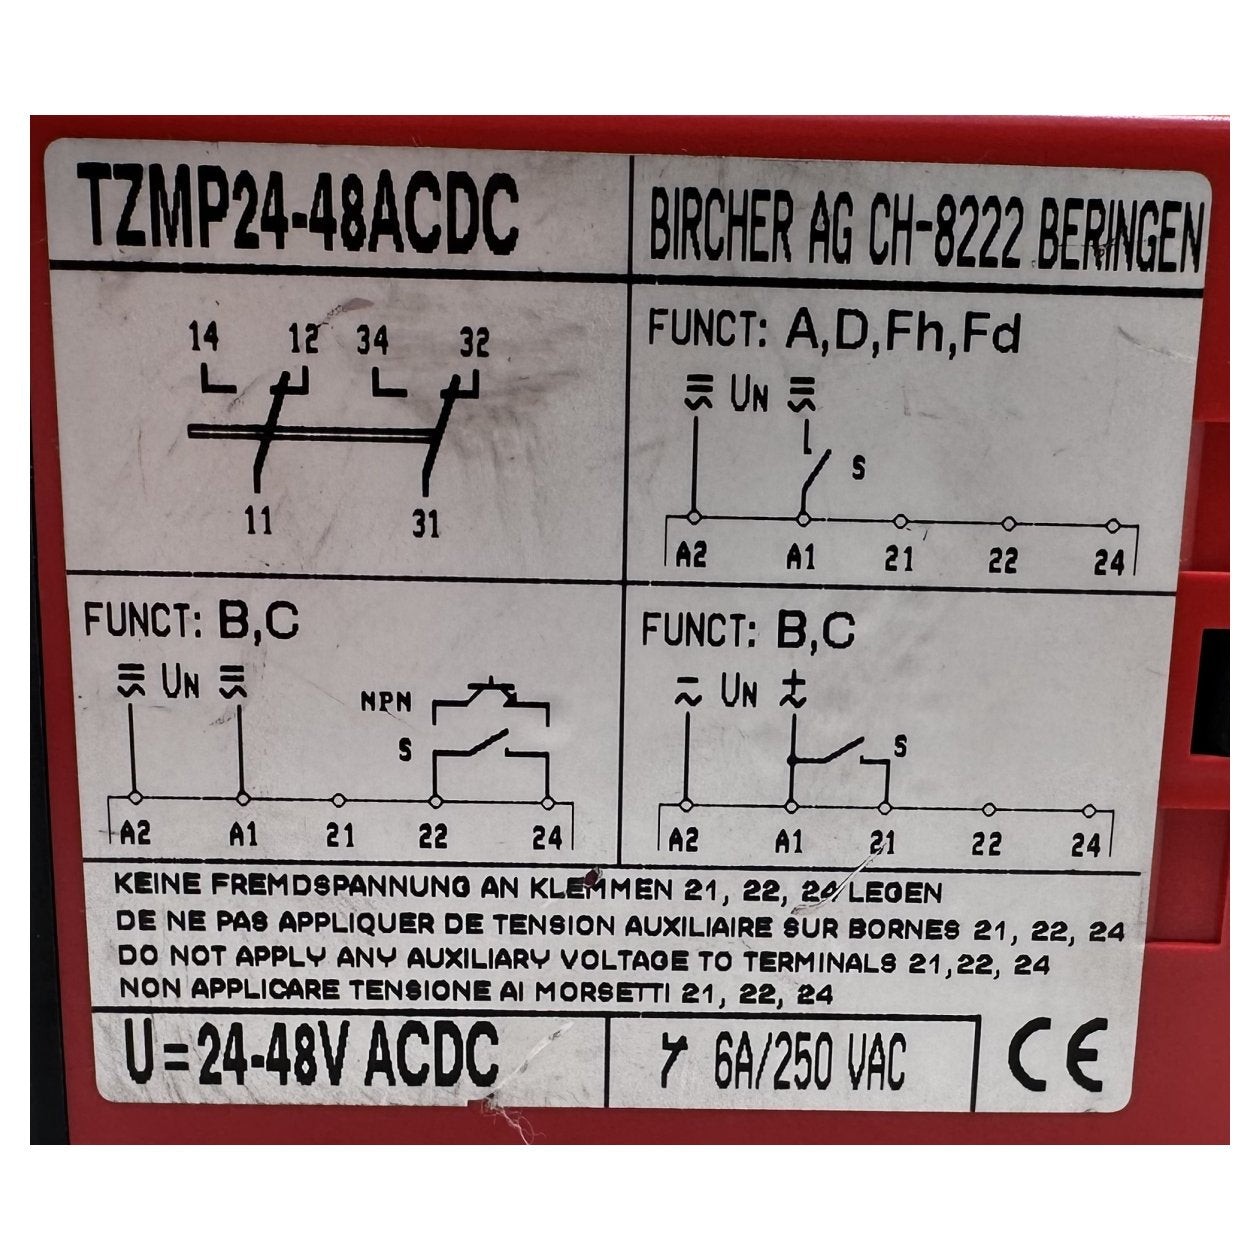 TZMP24-48ACDC
BIRCHER AG CH-8222 BERINGEN
14 12 34 32
11 31
FUNCT: A,D,Fh,Fd
UN
S
A2 A1 21 22 24
FUNCT: B,C
UN
NPN
S
A2 A1 21 22 24
FUNCT: B,C
UN
S
A2 A1 21 22 24
KEINE FREMDSPANNUNG AN KLEMMEN 21, 22, 24 LEGEN
DE NE PAS APPLIQUER DE TENSION AUXILIAIRE SUR BORNES 21, 22, 24
DO NOT APPLY ANY AUXILIARY VOLTAGE TO TERMINALS 21,22, 24
NON APPLICARE TENSIONE AI MORSETTI 21, 22, 24
U=24-48V ACDC
6A/250 VAC
CE